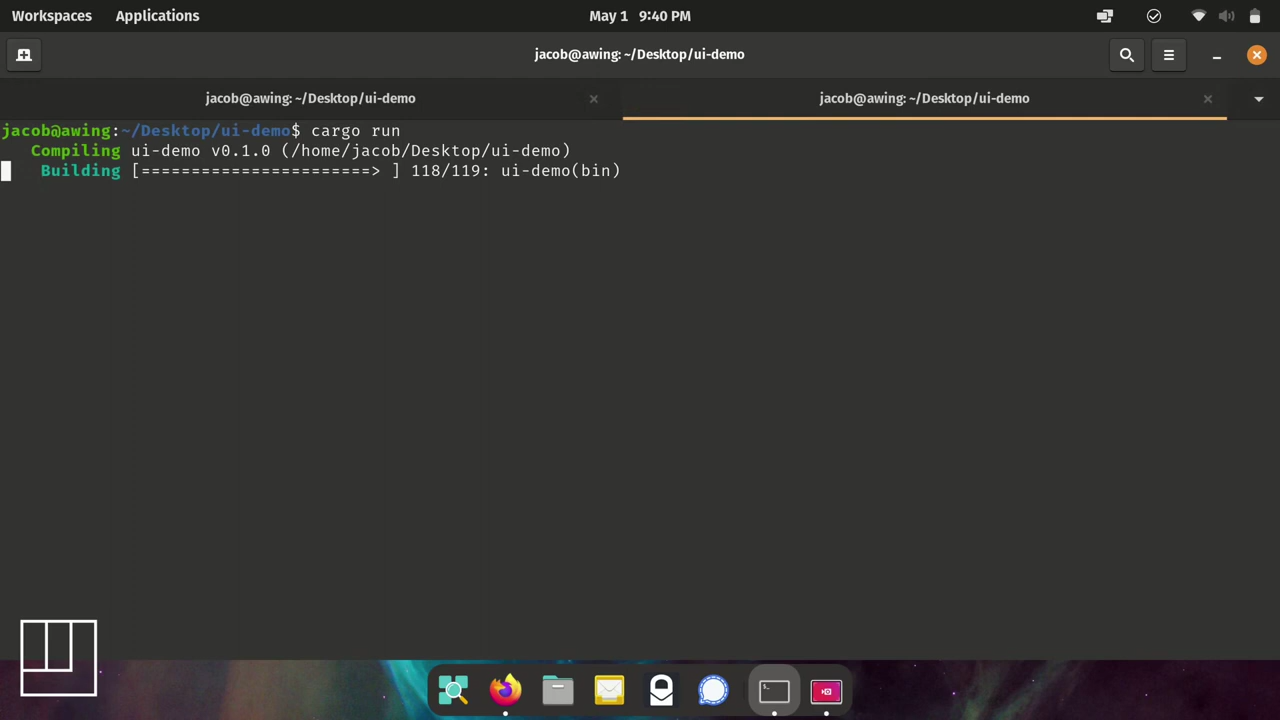 Workspaces Applications May 1 9:40 PM
jacob@awing: ~/Desktop/ui-demo
jacob@awing: ~/Desktop/ui-demo jacob@awing: ~/Desktop/ui-demo
jacob@awing:~/Desktop/ui-demo$ cargo run
Compiling ui-demo v0.1.0 (/home/jacob/Desktop/ui-demo)
Building [=======================> ] 118/119: ui-demo(bin)